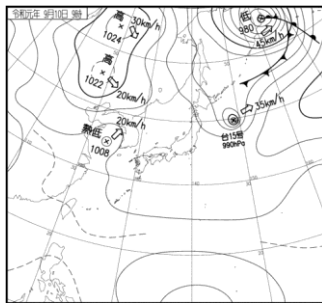 令和元年 9月10日 9時
高
30km/h
1024
高
1022
20km/h
熱低
20km/h
1008
低
980
45km/h
35km/h
台15号
990hPa